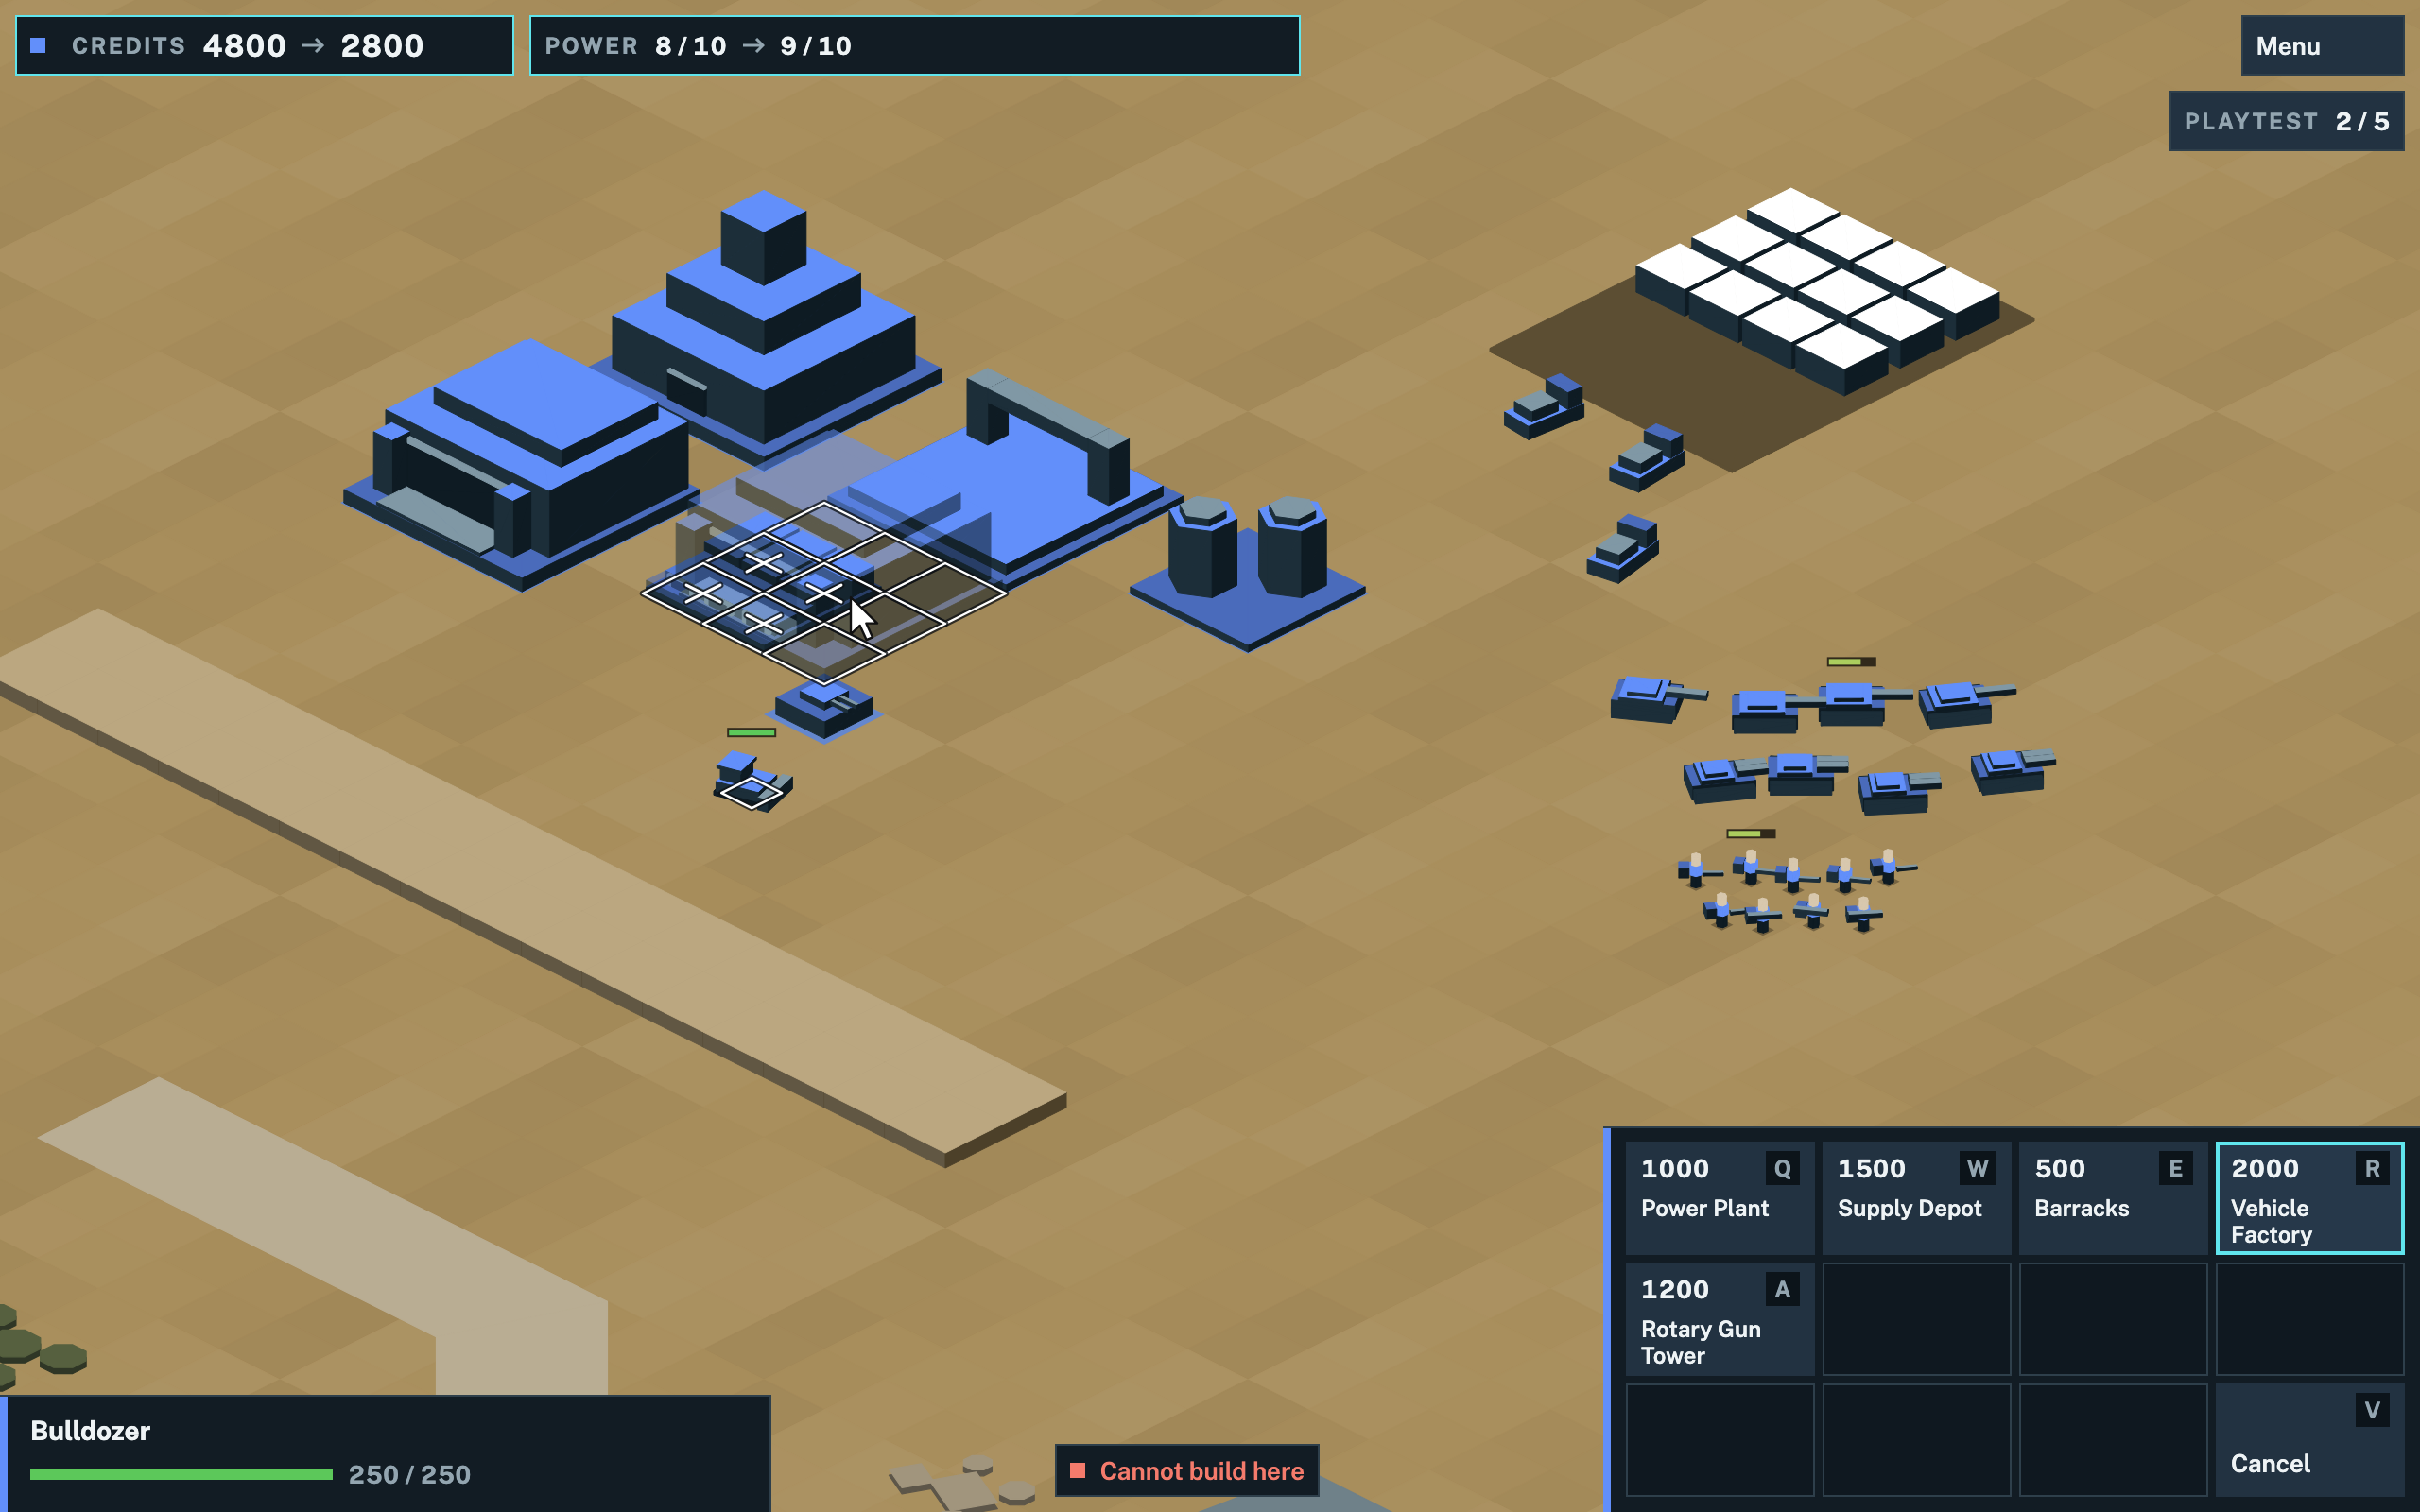 CREDITS 4800 → 2800
POWER 8/10 → 9/10
Menu
PLAYTEST 2/5
1000 Q
Power Plant
1500 W
Supply Depot
500 E
Barracks
2000 R
Vehicle
Factory
1200 A
Rotary Gun
Tower
V
Cancel
Bulldozer
250/250
Cannot build here